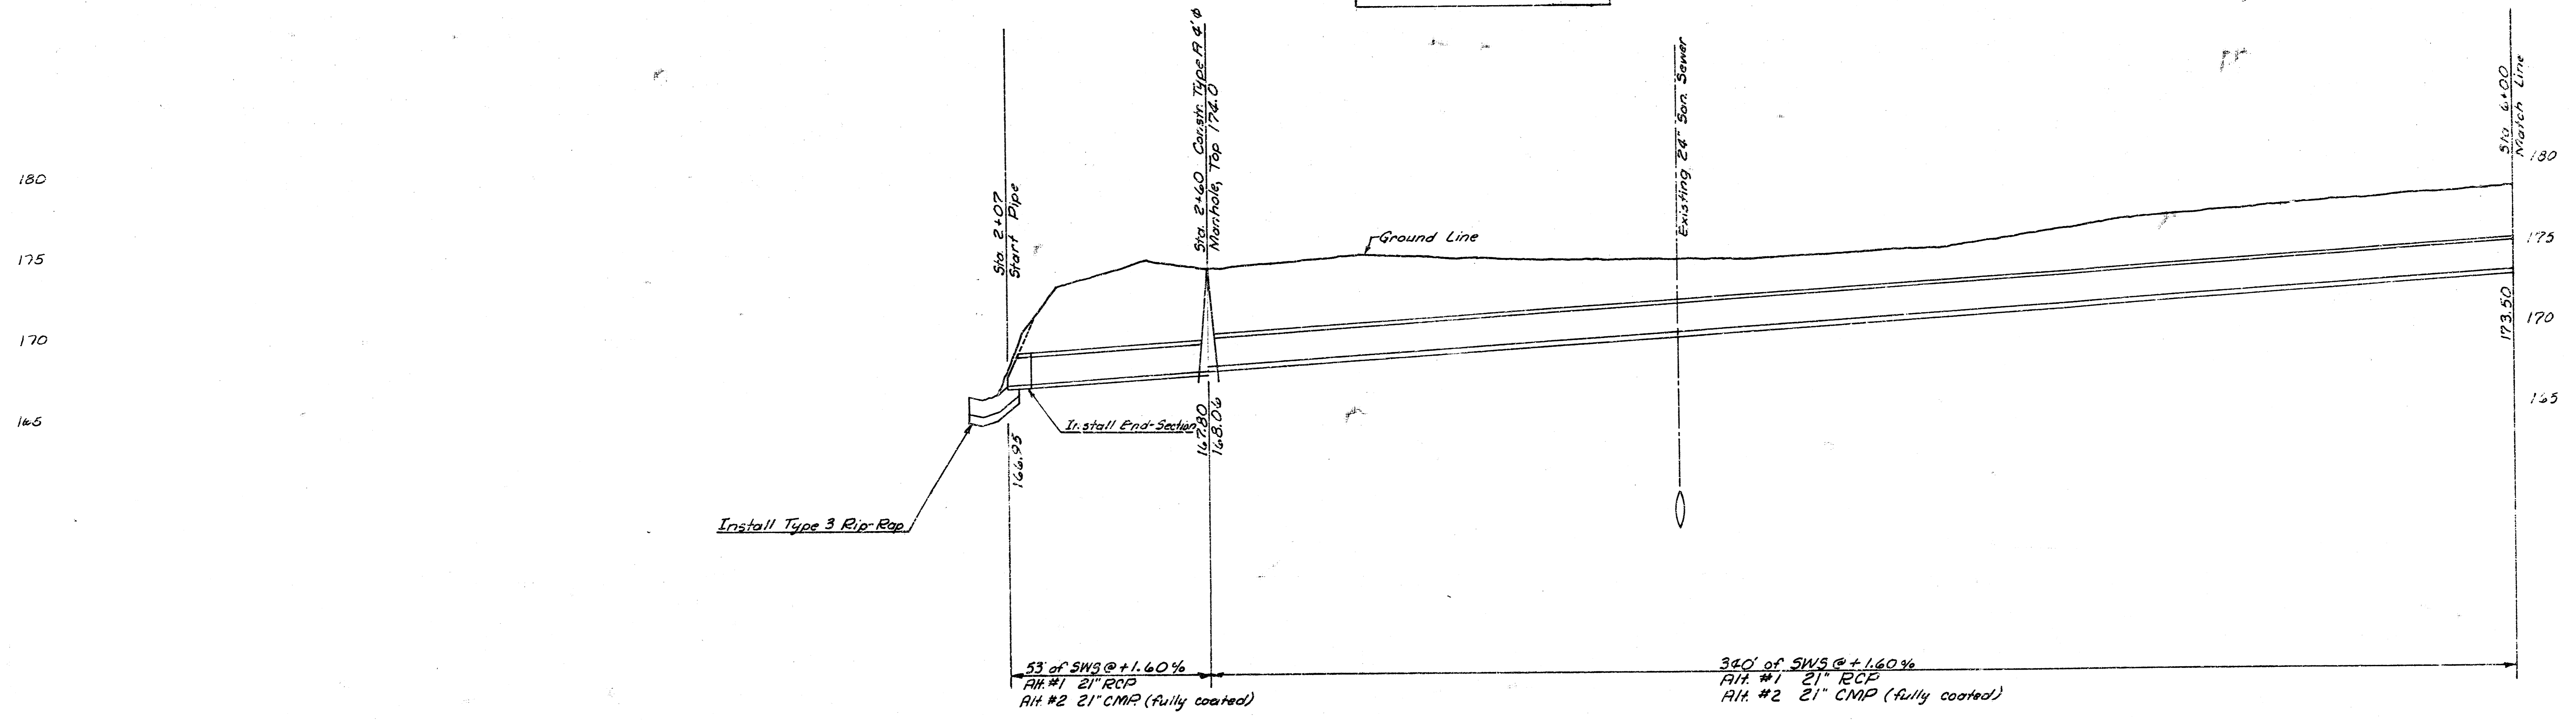 Sta. 2+07
Start Pipe
Sta. 2+60 Constr. Type A 4' Ø
Manhole, Top 174.0
Existing 24" San. Sewer
Sta 6+00
Match Line
180
175
170
165
180
175
170
165
Ground Line
Install End-Section
166.95
167.80
168.06
173.50
Install Type 3 Rip-Rap
53' of SWS @ +1.60%
Alt. #1 21" RCP
Alt. #2 21" CMP. (fully coated)
340' of SWS @ +1.60%
Alt. #1 21" RCP
Alt. #2 21" CMP (fully coated)